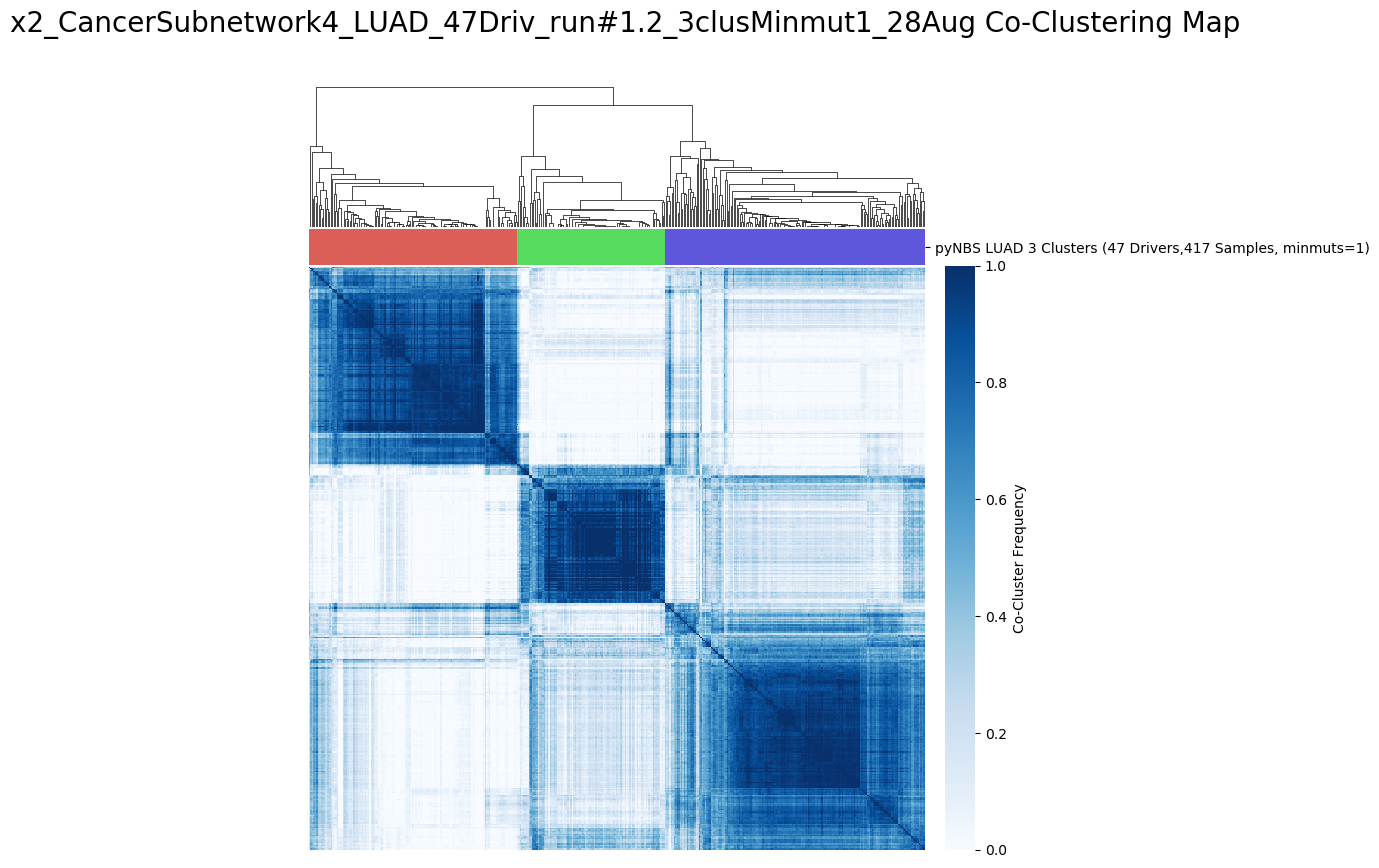 x2_CancerSubnetwork4_LUAD_47Driv_run#1.2_3clusMinmut1_28Aug Co-Clustering Map
pyNBS LUAD 3 Clusters (47 Drivers,417 Samples, minmuts=1)
1.0
0.8
0.6
0.4
0.2
0.0
Co-Cluster Frequency